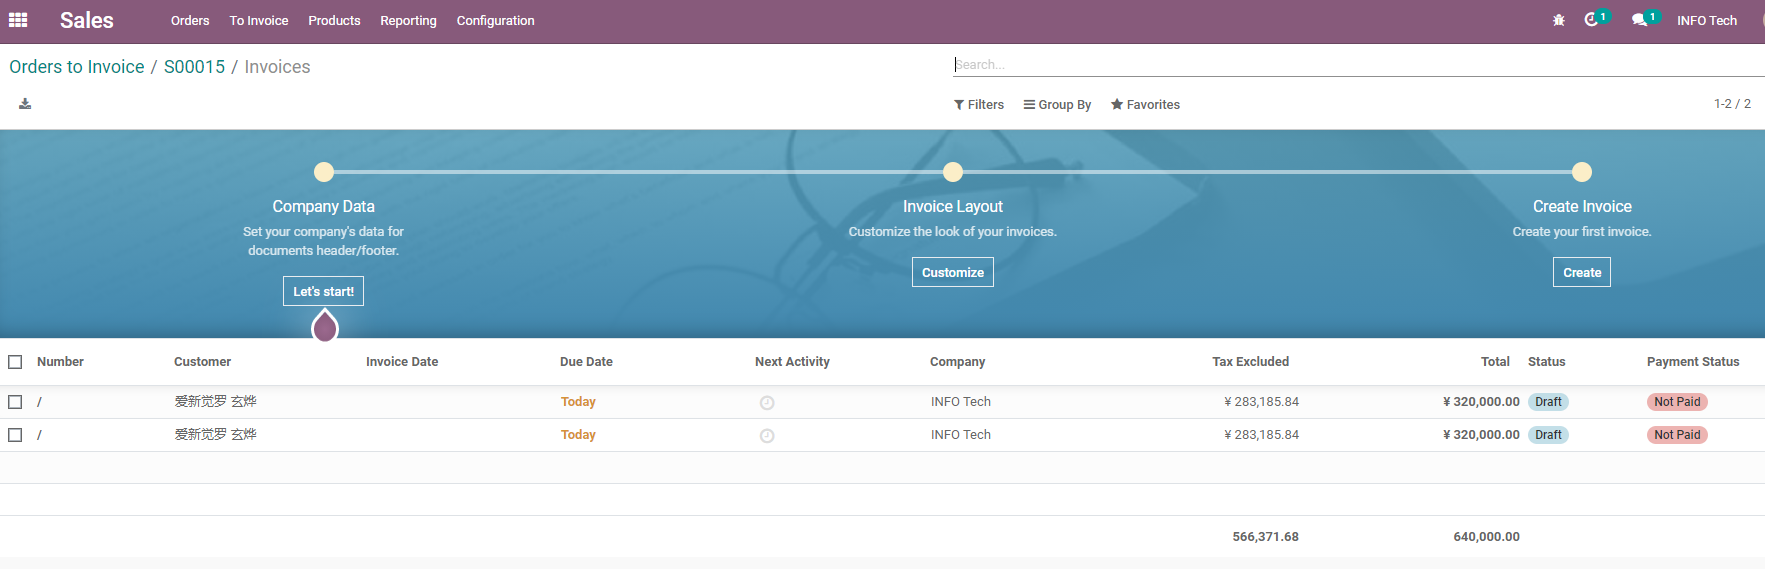 Sales Orders To Invoice Products Reporting Configuration 1 1 INFO Tech
Orders to Invoice / S00015 / Invoices
Search...
Filters Group By Favorites 1-2 / 2
Company Data
Set your company's data for
documents header/footer.
Let's start!
Invoice Layout
Customize the look of your invoices.
Customize
Create Invoice
Create your first invoice.
Create
Number Customer Invoice Date Due Date Next Activity Company Tax Excluded Total Status Payment Status
/ 爱新觉罗 玄烨 Today INFO Tech ¥ 283,185.84 ¥ 320,000.00 Draft Not Paid
/ 爱新觉罗 玄烨 Today INFO Tech ¥ 283,185.84 ¥ 320,000.00 Draft Not Paid
566,371.68 640,000.00